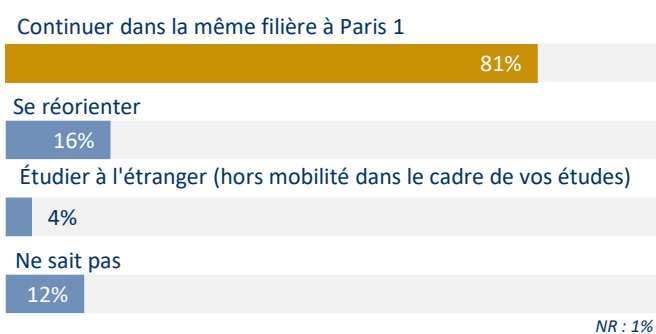 Continuer dans la même filière à Paris 1
81%
Se réorienter
16%
Étudier à l'étranger (hors mobilité dans le cadre de vos études)
4%
Ne sait pas
12%
NR : 1%